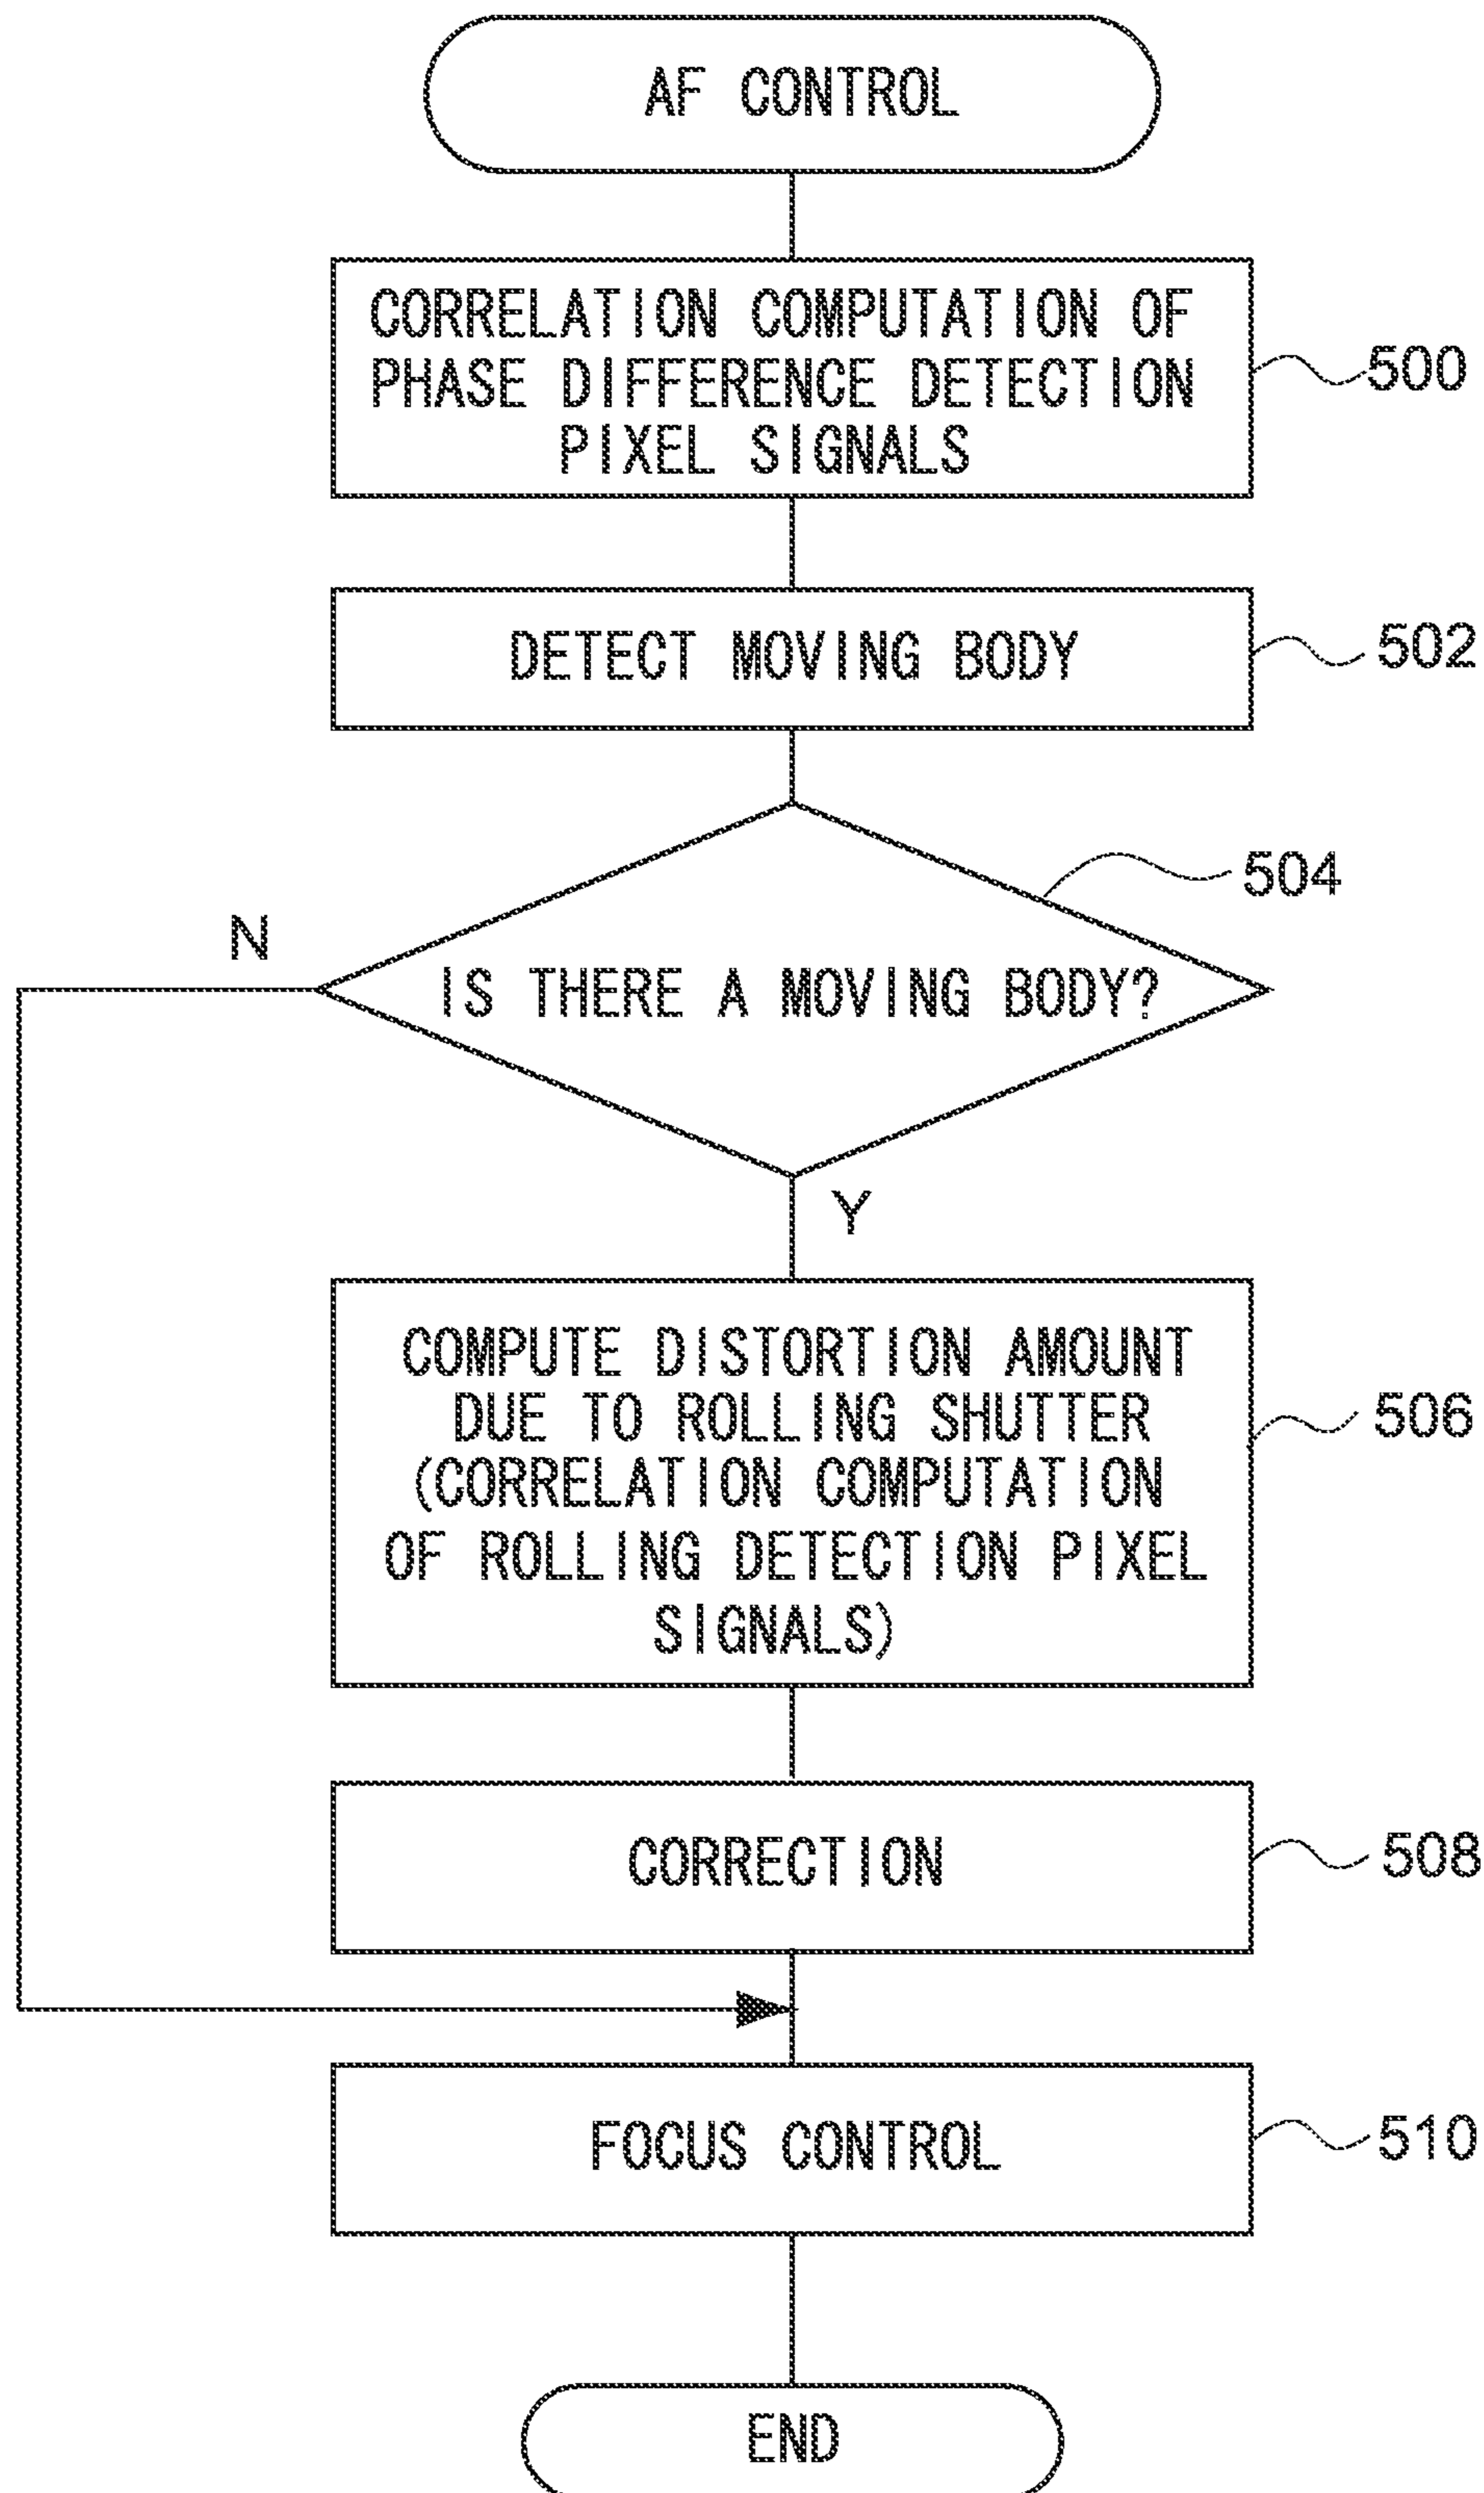 AF CONTROL
CORRELATION COMPUTATION OF
PHASE DIFFERENCE DETECTION
PIXEL SIGNALS
500
DETECT MOVING BODY
502
504
N
IS THERE A MOVING BODY?
Y
COMPUTE DISTORTION AMOUNT
DUE TO ROLLING SHUTTER
(CORRELATION COMPUTATION
OF ROLLING DETECTION PIXEL
SIGNALS)
506
CORRECTION
508
FOCUS CONTROL
510
END